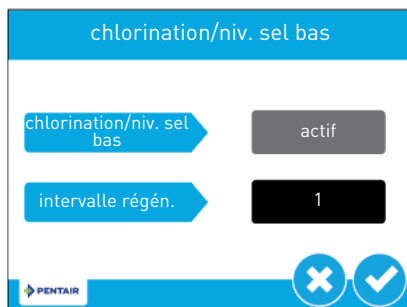 chlorination/niv. sel bas
chlorination/niv. sel
bas
actif
intervalle régén.
1
PENTAIR